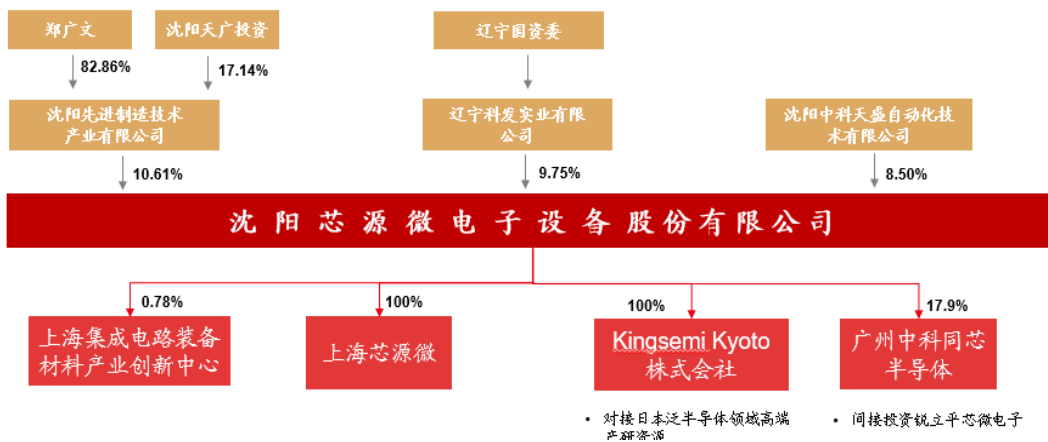 郑广文
沈阳天广投资
辽宁国资委
82.86%
17.14%
沈阳先进制造技术
产业有限公司
辽宁科发实业有限
公司
沈阳中科天盛自动化技
术有限公司
10.61%
9.75%
8.50%
沈阳芯源微电子设备股份有限公司
0.78%
100%
100%
17.9%
上海集成电路装备
材料产业创新中心
上海芯源微
Kingsemi Kyoto
株式会社
广州中科同芯
半导体
• 对接日本泛半导体领域高端
产研资源
• 间接投资锐立平芯微电子